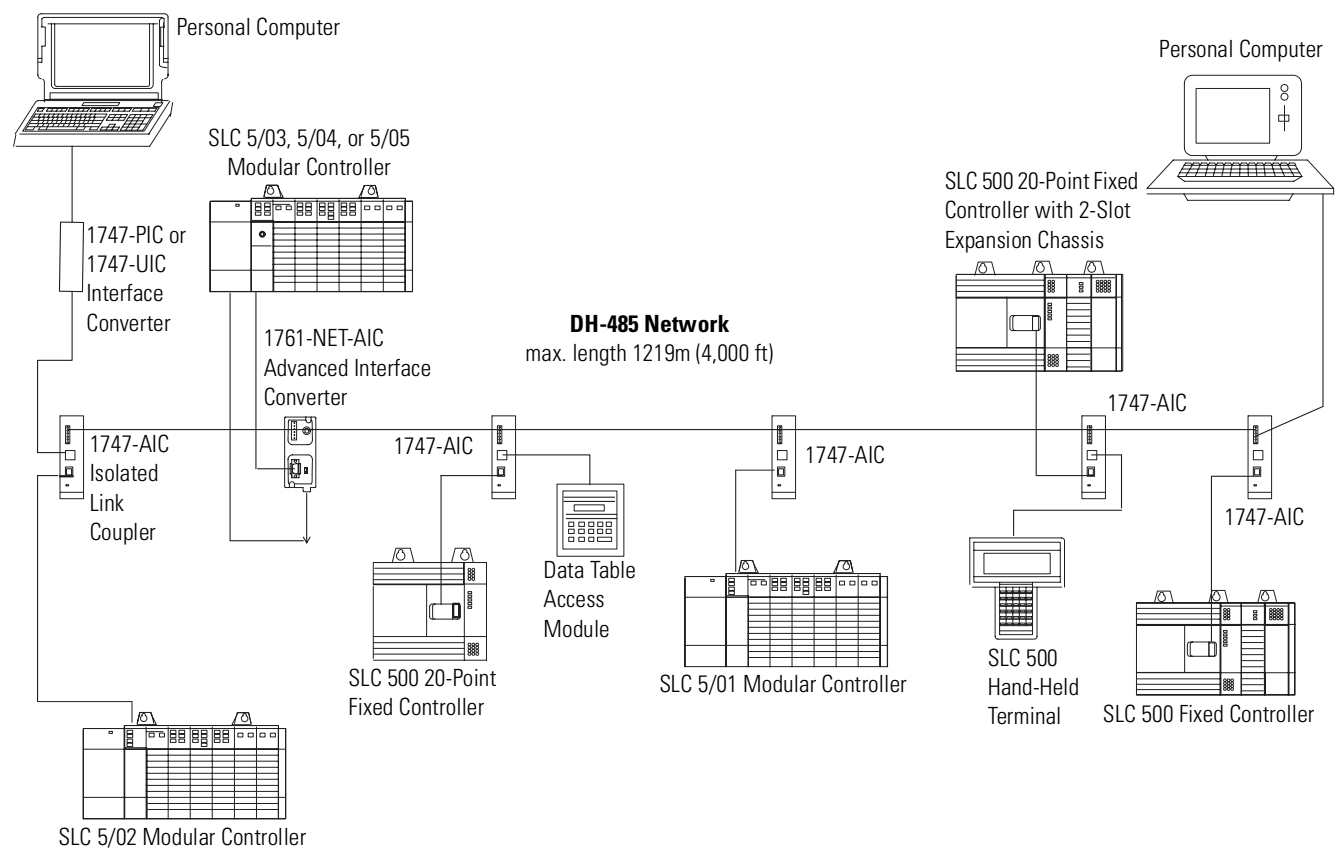 Personal Computer
Personal Computer
SLC 5/03, 5/04, or 5/05
Modular Controller
SLC 500 20-Point Fixed
Controller with 2-Slot
Expansion Chassis
1747-PIC or
1747-UIC
Interface
Converter
1761-NET-AIC
Advanced Interface
Converter
DH-485 Network
max. length 1219m (4,000 ft)
1747-AIC
1747-AIC
Isolated
Link
Coupler
1747-AIC
1747-AIC
1747-AIC
Data Table
Access
Module
SLC 500 20-Point
Fixed Controller
SLC 5/01 Modular Controller
SLC 500
Hand-Held
Terminal
SLC 500 Fixed Controller
SLC 5/02 Modular Controller